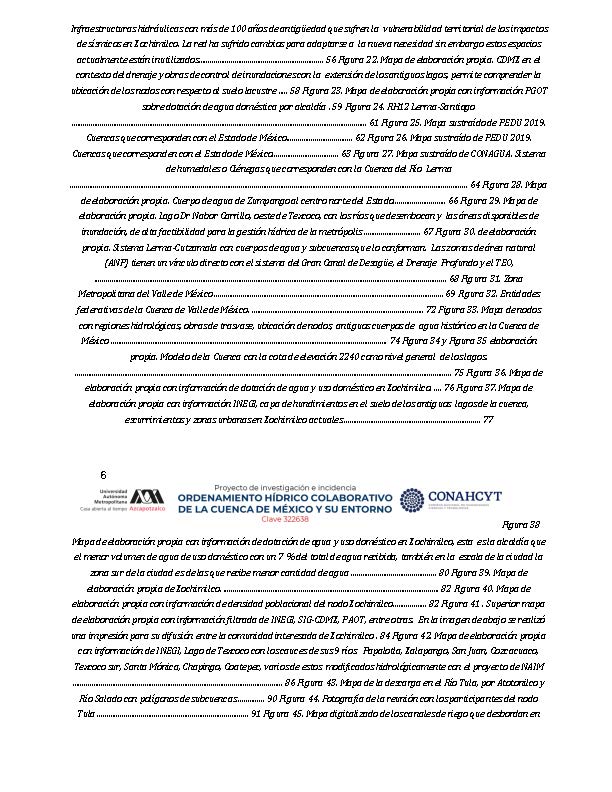 Infraestructuras hidráulicas con más de 100 años de antigüedad que sufren la vulnerabilidad territorial de los impactos
de sísmicos en Xochimilco. La red ha sufrido cambios para adaptarse a la nueva necesidad sin embargo estos espacios
actualmente están inutilizados........................................................ 56 Figura 22. Mapa de elaboración propia. CDMX en el
contexto del drenaje y obras de control de inundaciones con la extensión de los antiguos lagos, permite comprender la
ubicación de los nodos con respecto al suelo lacustre .... 58 Figura 23. Mapa de elaboración propia con información PGOT
sobre dotación de agua doméstica por alcaldía . 59 Figura 24. RH12 Lerma-Santiago
.................................................................................................................... 61 Figura 25. Mapa sustraído de PEDU 2019.
Cuencas que corresponden con el Estado de México............................. 62 Figura 26. Mapa sustraído de PEDU 2019.
Cuencas que corresponden con el Estado de México............................. 63 Figura 27. Mapa sustraído de CONAGUA. Sistema
de humedales o Ciénegas que corresponden con la Cuenca del Río Lerma
.................................................................................................................................................... 64 Figura 28. Mapa
de elaboración propia. Cuerpo de agua de Zumpango al centro norte del Estado....................... 66 Figura 29. Mapa de
elaboración propia. Lago Dr Nabor Carrillo, oeste de Texcoco, con los ríos que desembocan y las áreas disponibles de
inundación, de alta factibilidad para la gestión hídrica de la metrópolis .......................... 67 Figura 30. de elaboración
propia. Sistema Lerma-Cutzamala con cuerpos de agua y subcuencas que lo conforman. Las zonas de área natural
(ANP) tienen un vínculo directo con el sistema del Gran Canal de Desagüe, el Drenaje Profundo y el TEO,
.................................................................................................................................... 68 Figura 31. Zona
Metropolitana del Valle de México..................................................................................... 69 Figura 32. Entidades
federativas de la Cuenca de Valle de México. ................................................................ 72 Figura 33. Mapa de nodos
con regiones hidrológicas, obras de trasvase, ubicación de nodos, antiguos cuerpos de agua histórico en la Cuenca de
México ....................................................................................................... 74 Figura 34 y Figura 35 elaboración
propia. Modelo de la Cuenca con la cota de elevación 2240 como nivel general de los lagos.
............................................................................................................................................ 75 Figura 36. Mapa de
elaboración propia con información de dotación de agua y uso doméstico en Xochimilco. .... 76 Figura 37. Mapa de
elaboración propia con información INEGI, capa de hundimientos en el suelo de los antiguos lagos de la cuenca,
escurrimientos y zonas urbanas en Xochimilco actuales.................................................... 77
6
Universidad
Autónoma
Metropolitana
Casa abierta al tiempo Azcapotzalco
Proyecto de investigación e incidencia
ORDENAMIENTO HÍDRICO COLABORATIVO
DE LA CUENCA DE MÉXICO Y SU ENTORNO
Clave 322638
CONAHCYT
Figura 38
Mapa de elaboración propia con información de dotación de agua y uso doméstico en Xochimilco, esta es la alcaldía que
el menor volumen de agua de uso doméstico con un 7 % del total de agua recibida, también en la escala de la ciudad la
zona sur de la ciudad es de las que recibe menor cantidad de agua ................................ 80 Figura 39. Mapa de
elaboración propia de Xochimilco. ................................................................................ 82 Figura 40. Mapa de
elaboración propia con información de densidad poblacional del nodo Xochimilco............... 82 Figura 41 . Superior mapa
de elaboración propia con información filtrada de INEGI, SIG-CDMX, PAOT, entre otras. En la imagen de abajo se realizó
una impresión para su difusión entre la comunidad interesada de Xochimilco . 84 Figura 42. Mapa de elaboración propia
con información de INEGI, Lago de Texcoco con los cauces de sus 9 ríos Papalotla, Xalapango, San Juan, Coxcacuaco,
Texcoco sur, Santa Mónica, Chapingo, Coatepec, varios de estos modificados hidrológicamente con el proyecto de NAIM
.............................................................................. 86 Figura 43. Mapa de la descarga en el Río Tula, por Atotonilco y
Río Salado con polígonos de subcuencas............ 90 Figura 44. Fotografía de la reunión con los participantes del nodo
Tula ......................................................... 91 Figura 45. Mapa digitalizado de los canales de riego que desbordan en